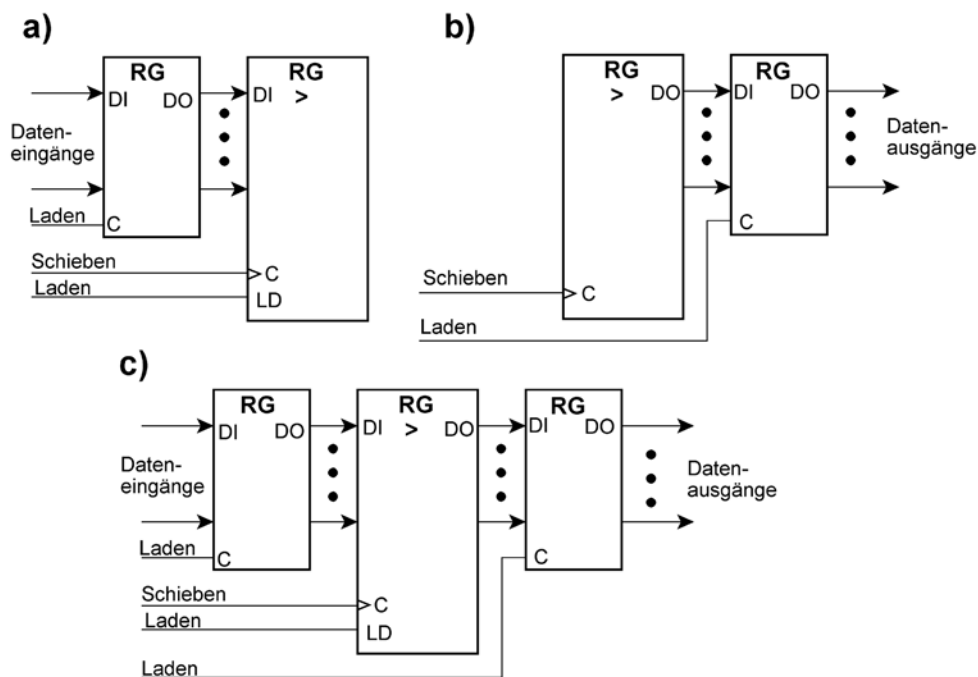 a)
RG
DI DO
Daten-
eingänge
Laden
C
RG
>
DI
Schieben
C
Laden
LD
b)
RG
>
DO
Schieben
C
Laden
RG
DI DO
C
Daten-
ausgänge
c)
RG
DI DO
Daten-
eingänge
Laden
C
RG
DI > DO
Schieben
C
Laden
LD
Laden
RG
DI DO
C
Daten-
ausgänge